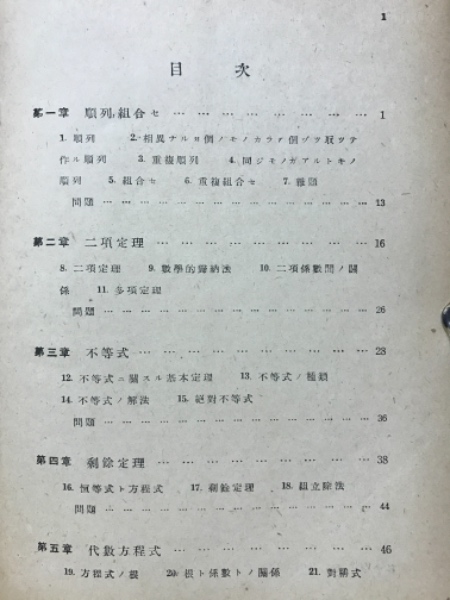 1
目次
第一章 順列,組合セ … … … … … … … … 1
1. 順列 2. 相異ナルn個ノモノカラr個ヅツ取ツテ
作ル順列 3. 重複順列 4. 同ジモノガアルトキノ
順列 5. 組合セ 6. 重複組合セ 7. 雜題
問題 … … … … … … … … … … … … 13
第二章 二項定理 … … … … … … … … … 16
8. 二項定理 9. 數學的歸納法 10. 二項係數間ノ關
係 11. 多項定理
問題 … … … … … … … … … … … … 26
第三章 不等式 … … … … … … … … … … 28
12. 不等式ニ關スル基本定理 13. 不等式ノ種類
14. 不等式ノ解法 15. 絕對不等式
問題 … … … … … … … … … … … … 36
第四章 剩餘定理 … … … … … … … … … 38
16. 恒等式ト方程式 17. 剩餘定理 18. 組立除法
問題 … … … … … … … … … … … … 44
第五章 代數方程式 … … … … … … … … 46
19. 方程式ノ根 20. 根ト係數トノ關係 21. 對稱式